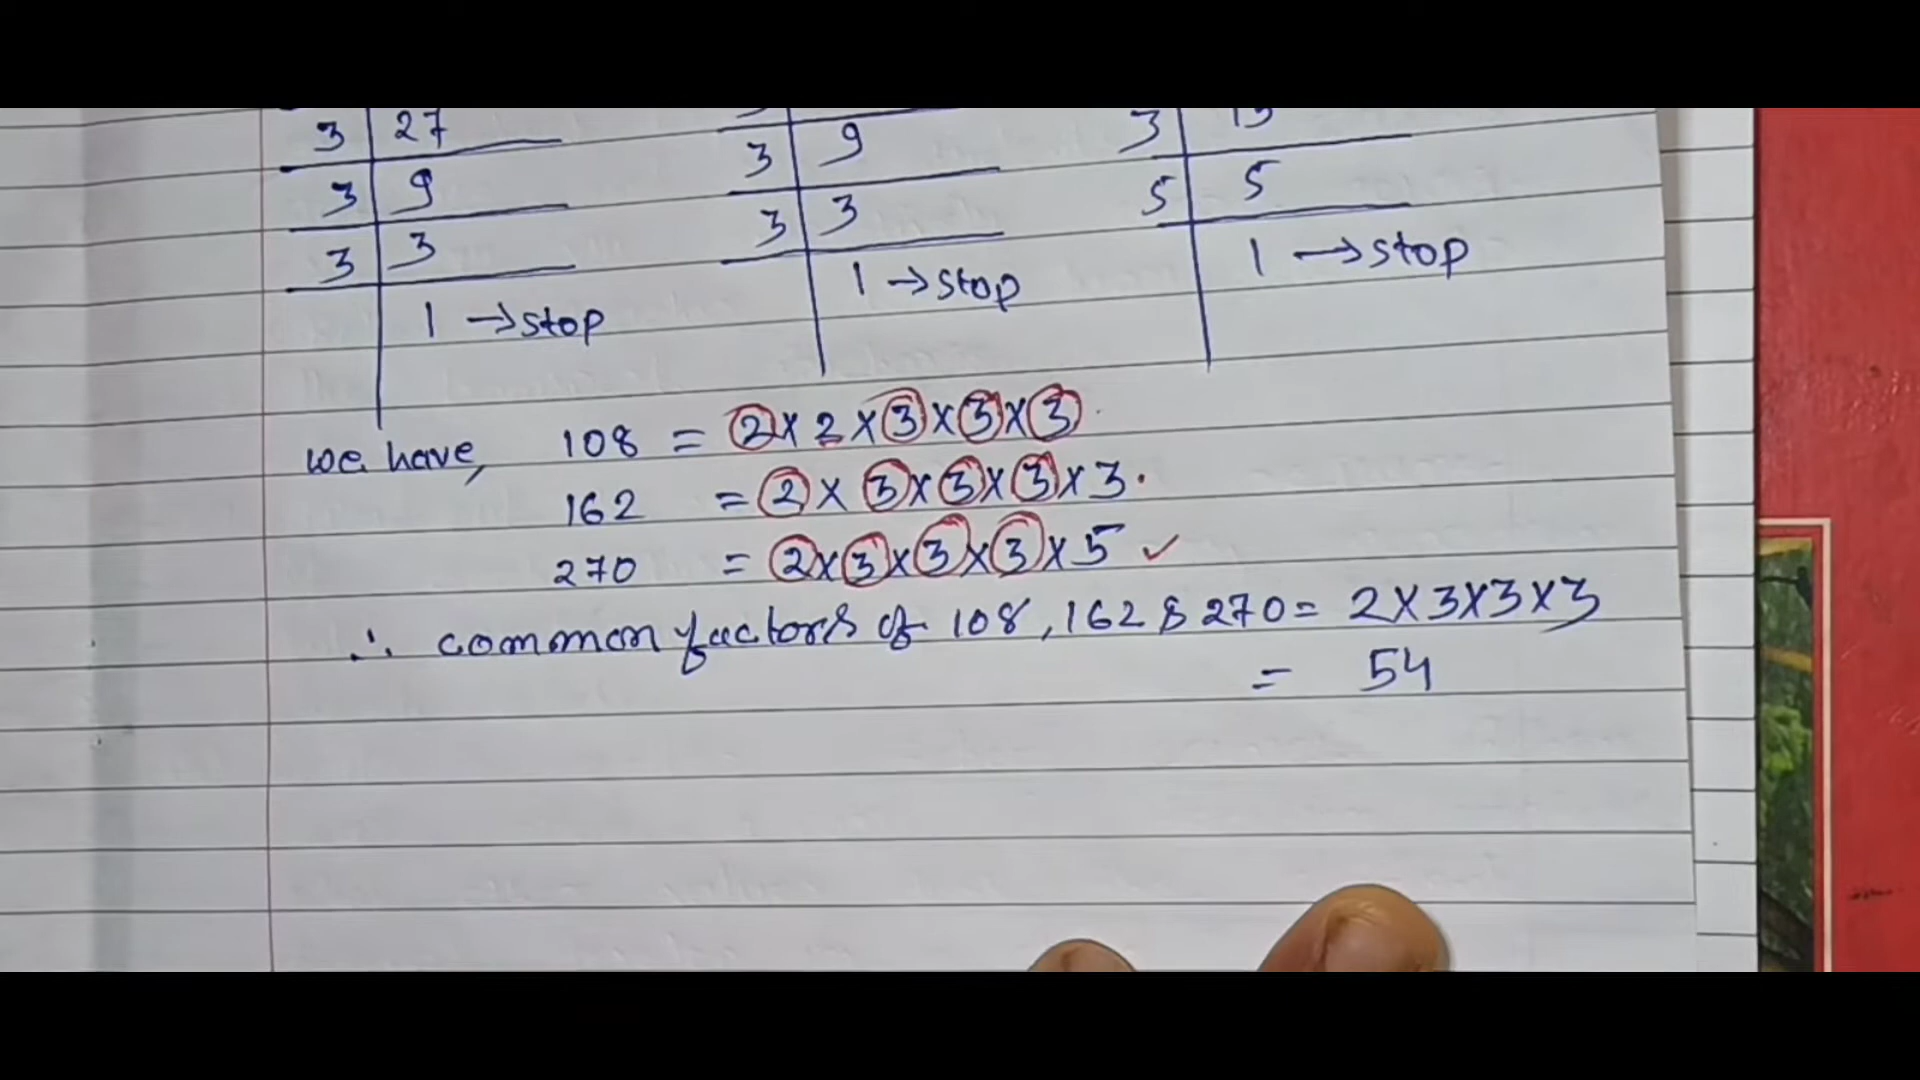 3 | 27
3 | 9
3 | 3
1 →stop
3 | 9
3 | 3
1 →stop
3 | 15
5 | 5
1 →stop
we have, 108 = 2 × 2 × 3 × 3 × 3
162 = 2 × 3 × 3 × 3 × 3.
270 = 2 × 3 × 3 × 3 × 5 ✓
∴ common factors of 108, 162 & 270 = 2 × 3 × 3 × 3
= 54